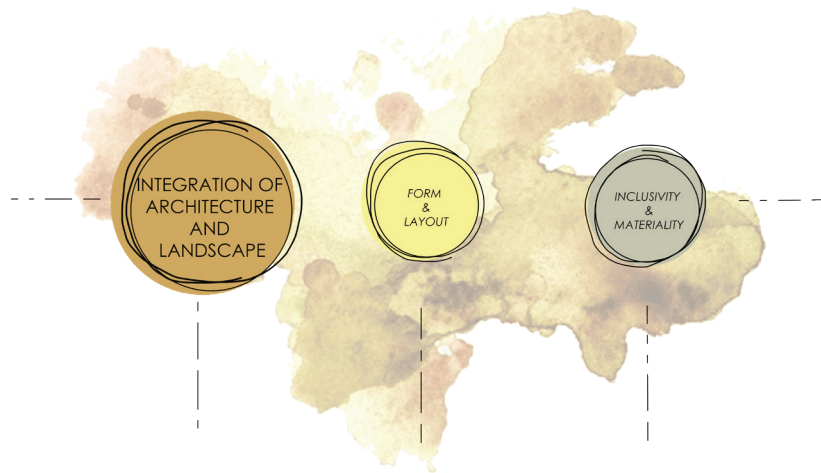 INTEGRATION OF
ARCHITECTURE
AND
LANDSCAPE
FORM
&
LAYOUT
INCLUSIVITY
&
MATERIALITY